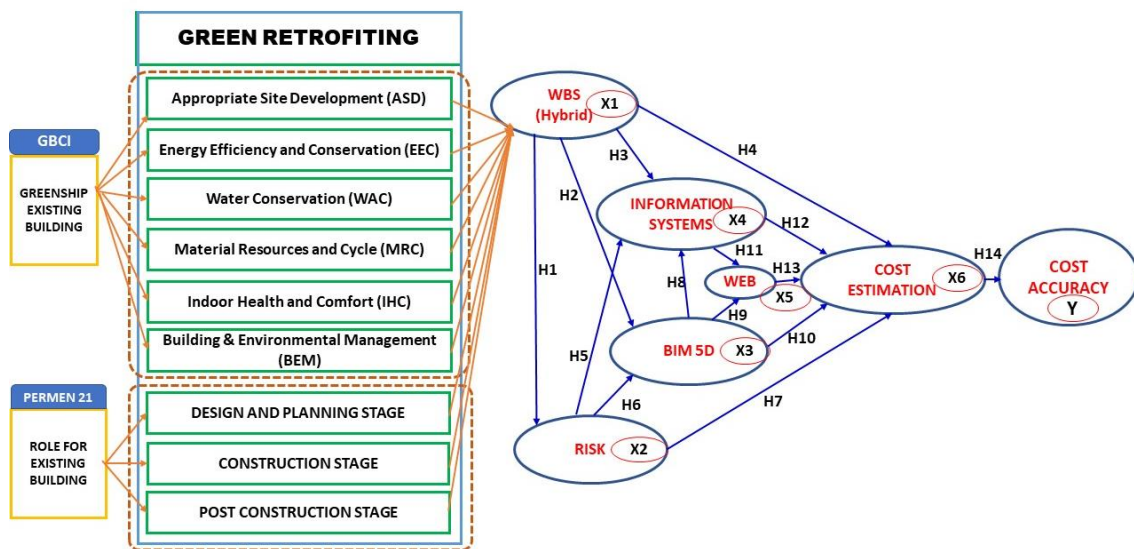 GREEN RETROFITING
GBCI
GREENSHIP
EXISTING
BUILDING
Appropriate Site Development (ASD)
Energy Efficiency and Conservation (EEC)
Water Conservation (WAC)
Material Resources and Cycle (MRC)
Indoor Health and Comfort (IHC)
Building & Environmental Management
(BEM)
PERMEN 21
ROLE FOR
EXISTING
BUILDING
DESIGN AND PLANNING STAGE
CONSTRUCTION STAGE
POST CONSTRUCTION STAGE
WBS
(Hybrid)
X1
H3
H4
H2
H1
INFORMATION
SYSTEMS
X4
H12
H11
H8
WEB
H13
X5
H9
COST
ESTIMATION
X6
H14
COST
ACCURACY
Y
BIM 5D
X3
H10
H5
H6
H7
RISK
X2